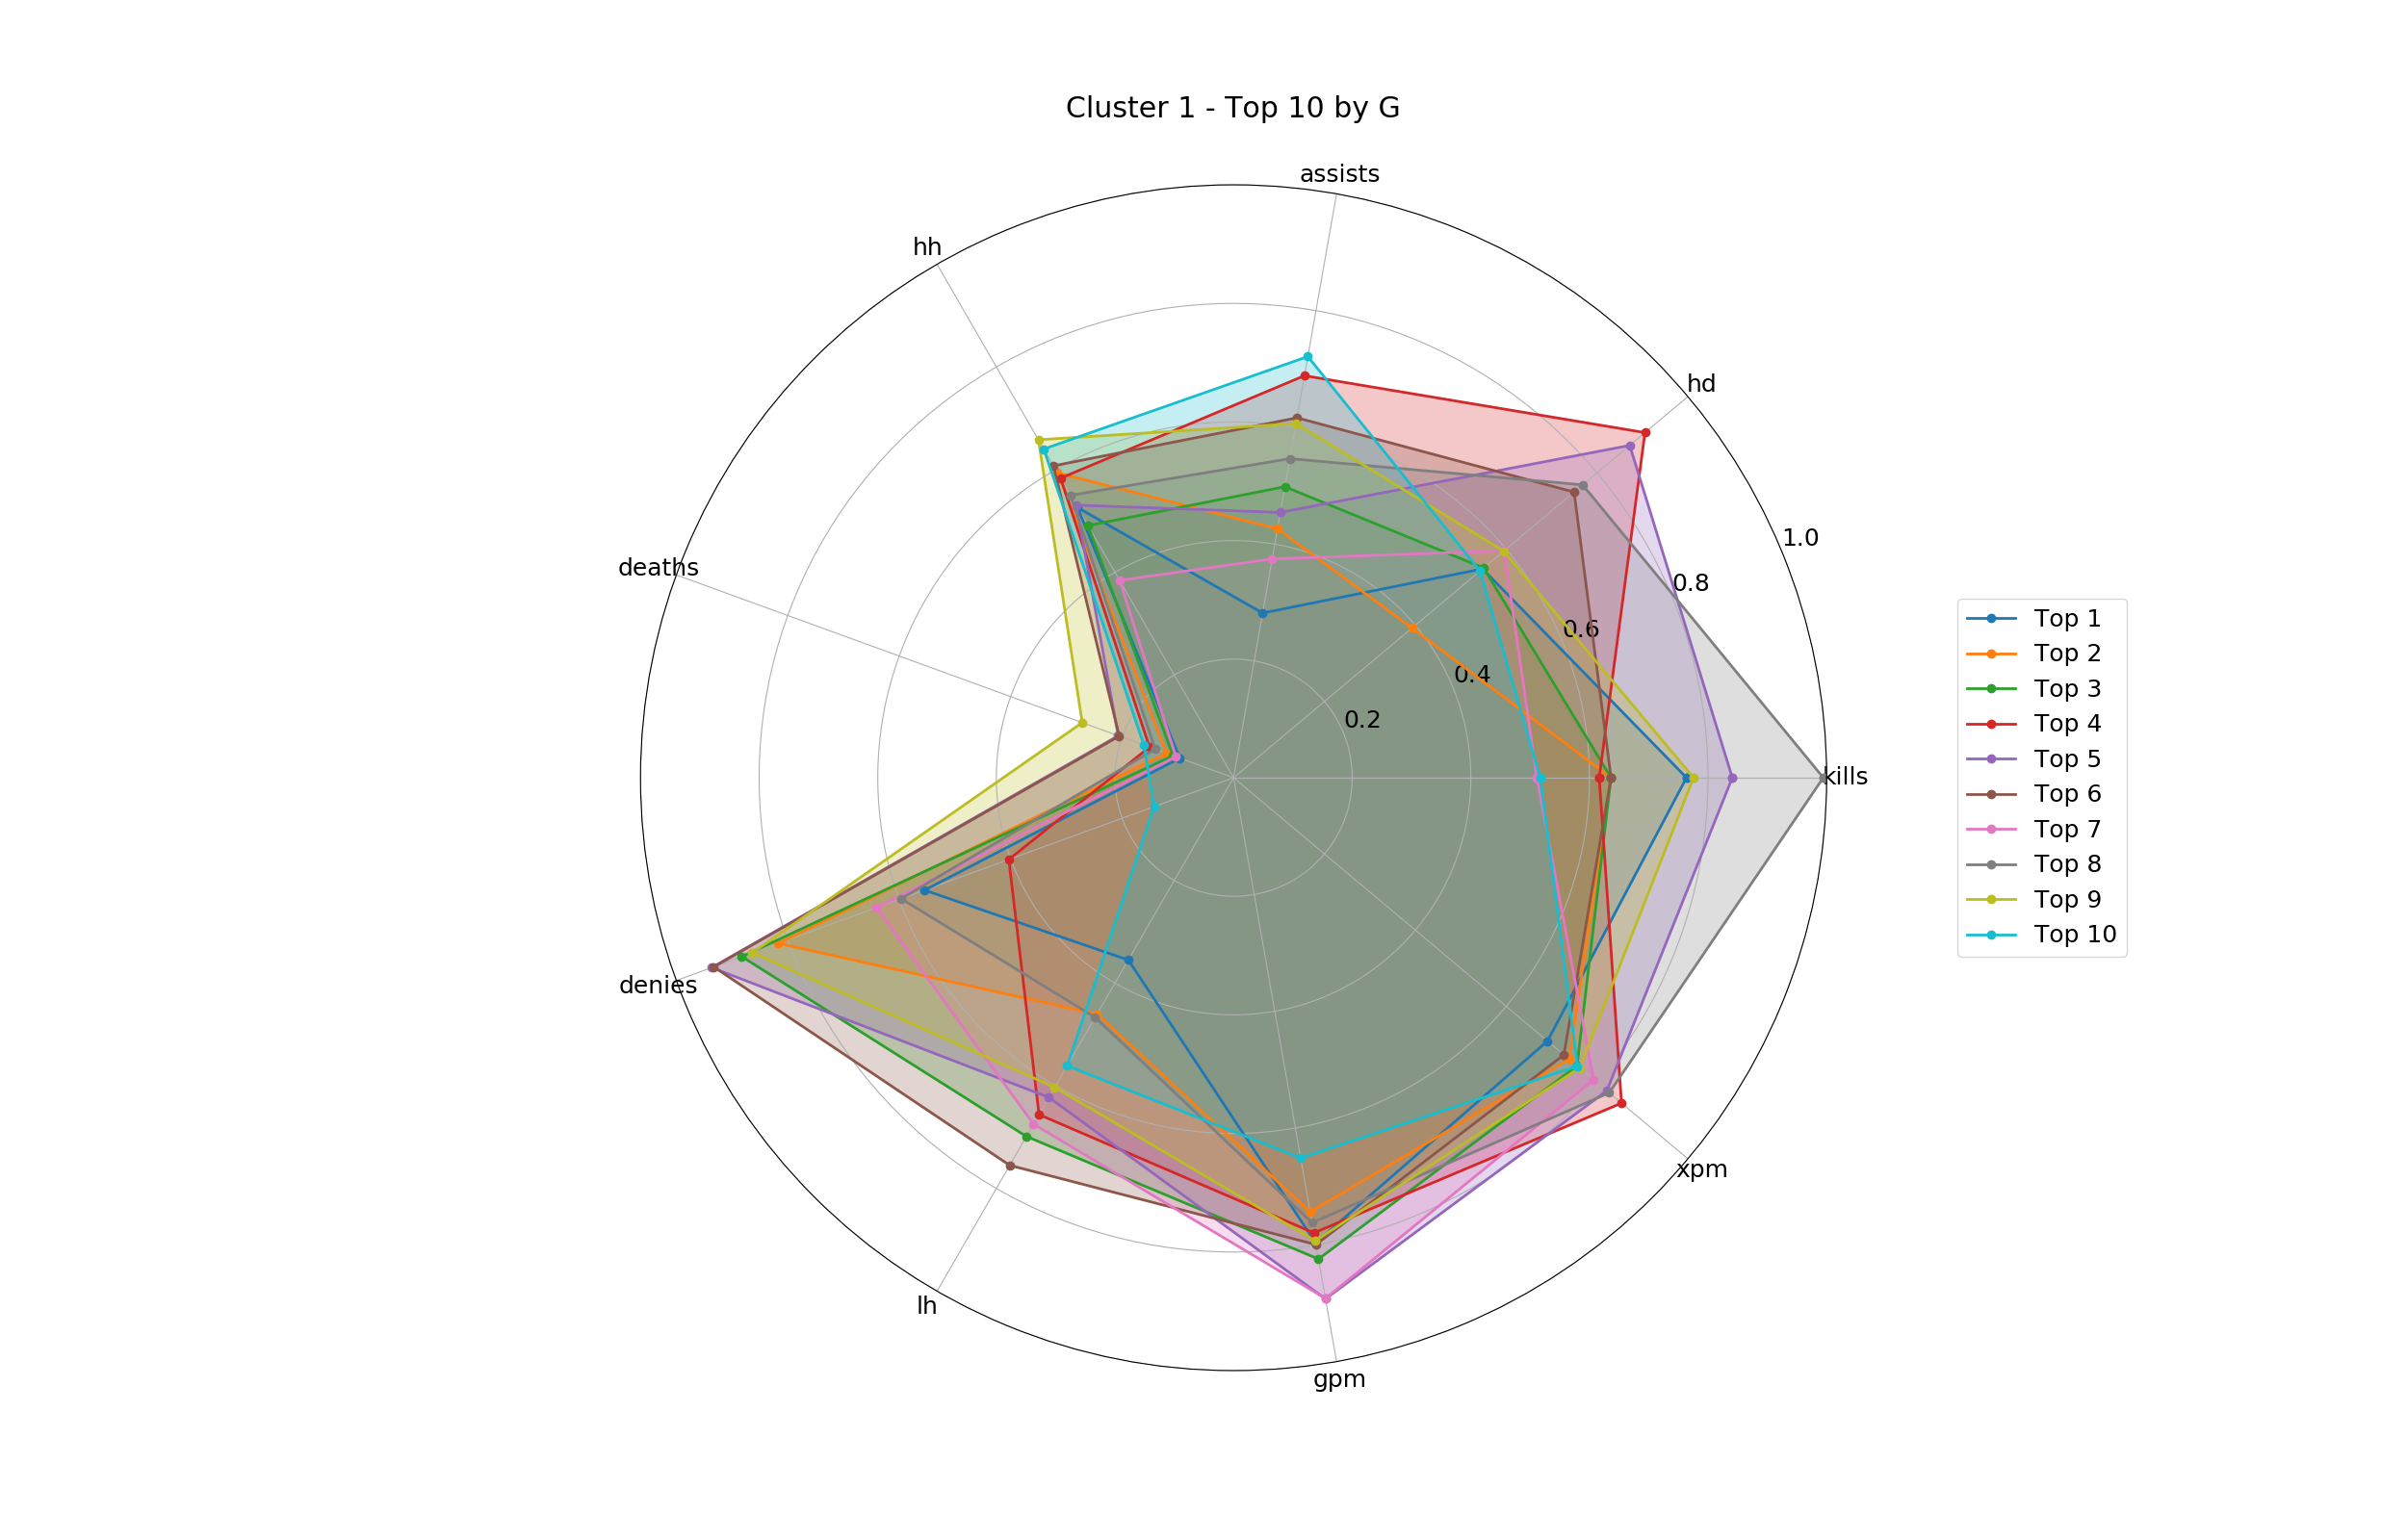 Cluster 1 - Top 10 by G
assists
hh
hd
1.0
deaths
0.8
0.6
0.4
0.2
kills
denies
xpm
lh
gpm
Top 1
Top 2
Top 3
Top 4
Top 5
Top 6
Top 7
Top 8
Top 9
Top 10